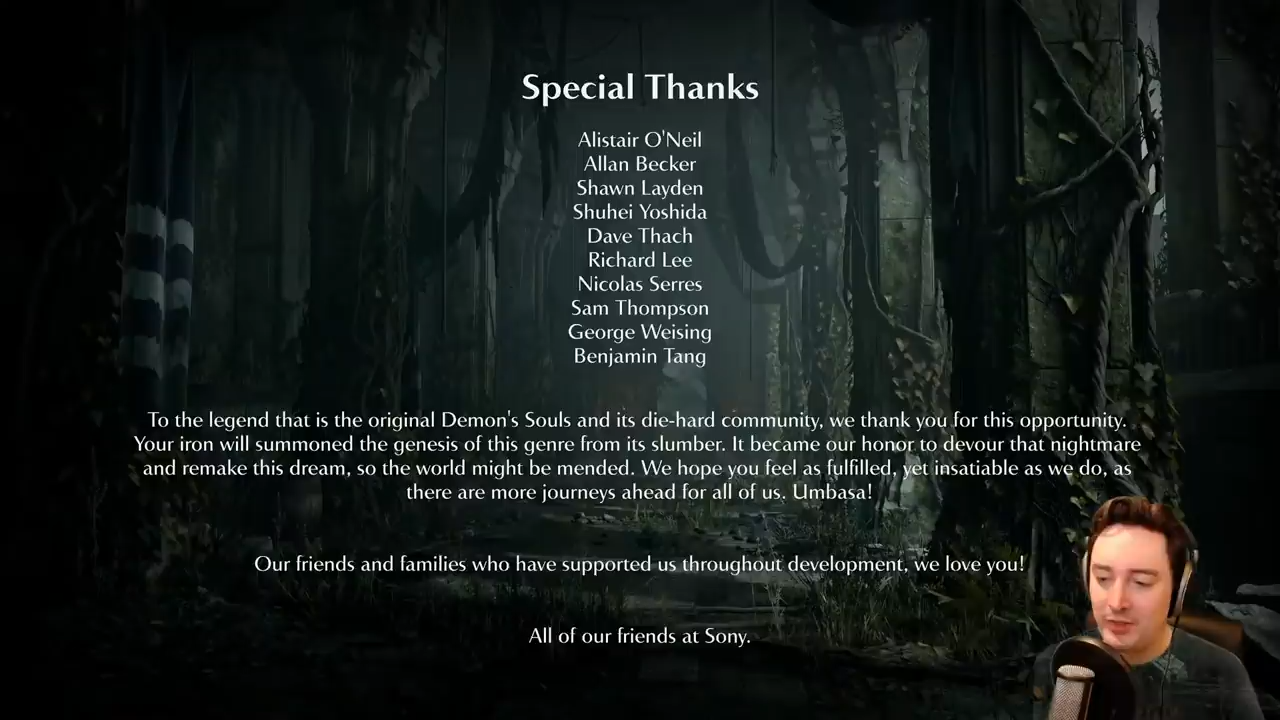 Special Thanks
Alistair O'Neil
Allan Becker
Shawn Layden
Shuhei Yoshida
Dave Thach
Richard Lee
Nicolas Serres
Sam Thompson
George Weising
Benjamin Tang
To the legend that is the original Demon's Souls and its die-hard community, we thank you for this opportunity.
Your iron will summoned the genesis of this genre from its slumber. It became our honor to devour that nightmare
and remake this dream, so the world might be mended. We hope you feel as fulfilled, yet insatiable as we do, as
there are more journeys ahead for all of us. Umbasa!
Our friends and families who have supported us throughout development, we love you!
All of our friends at Sony.